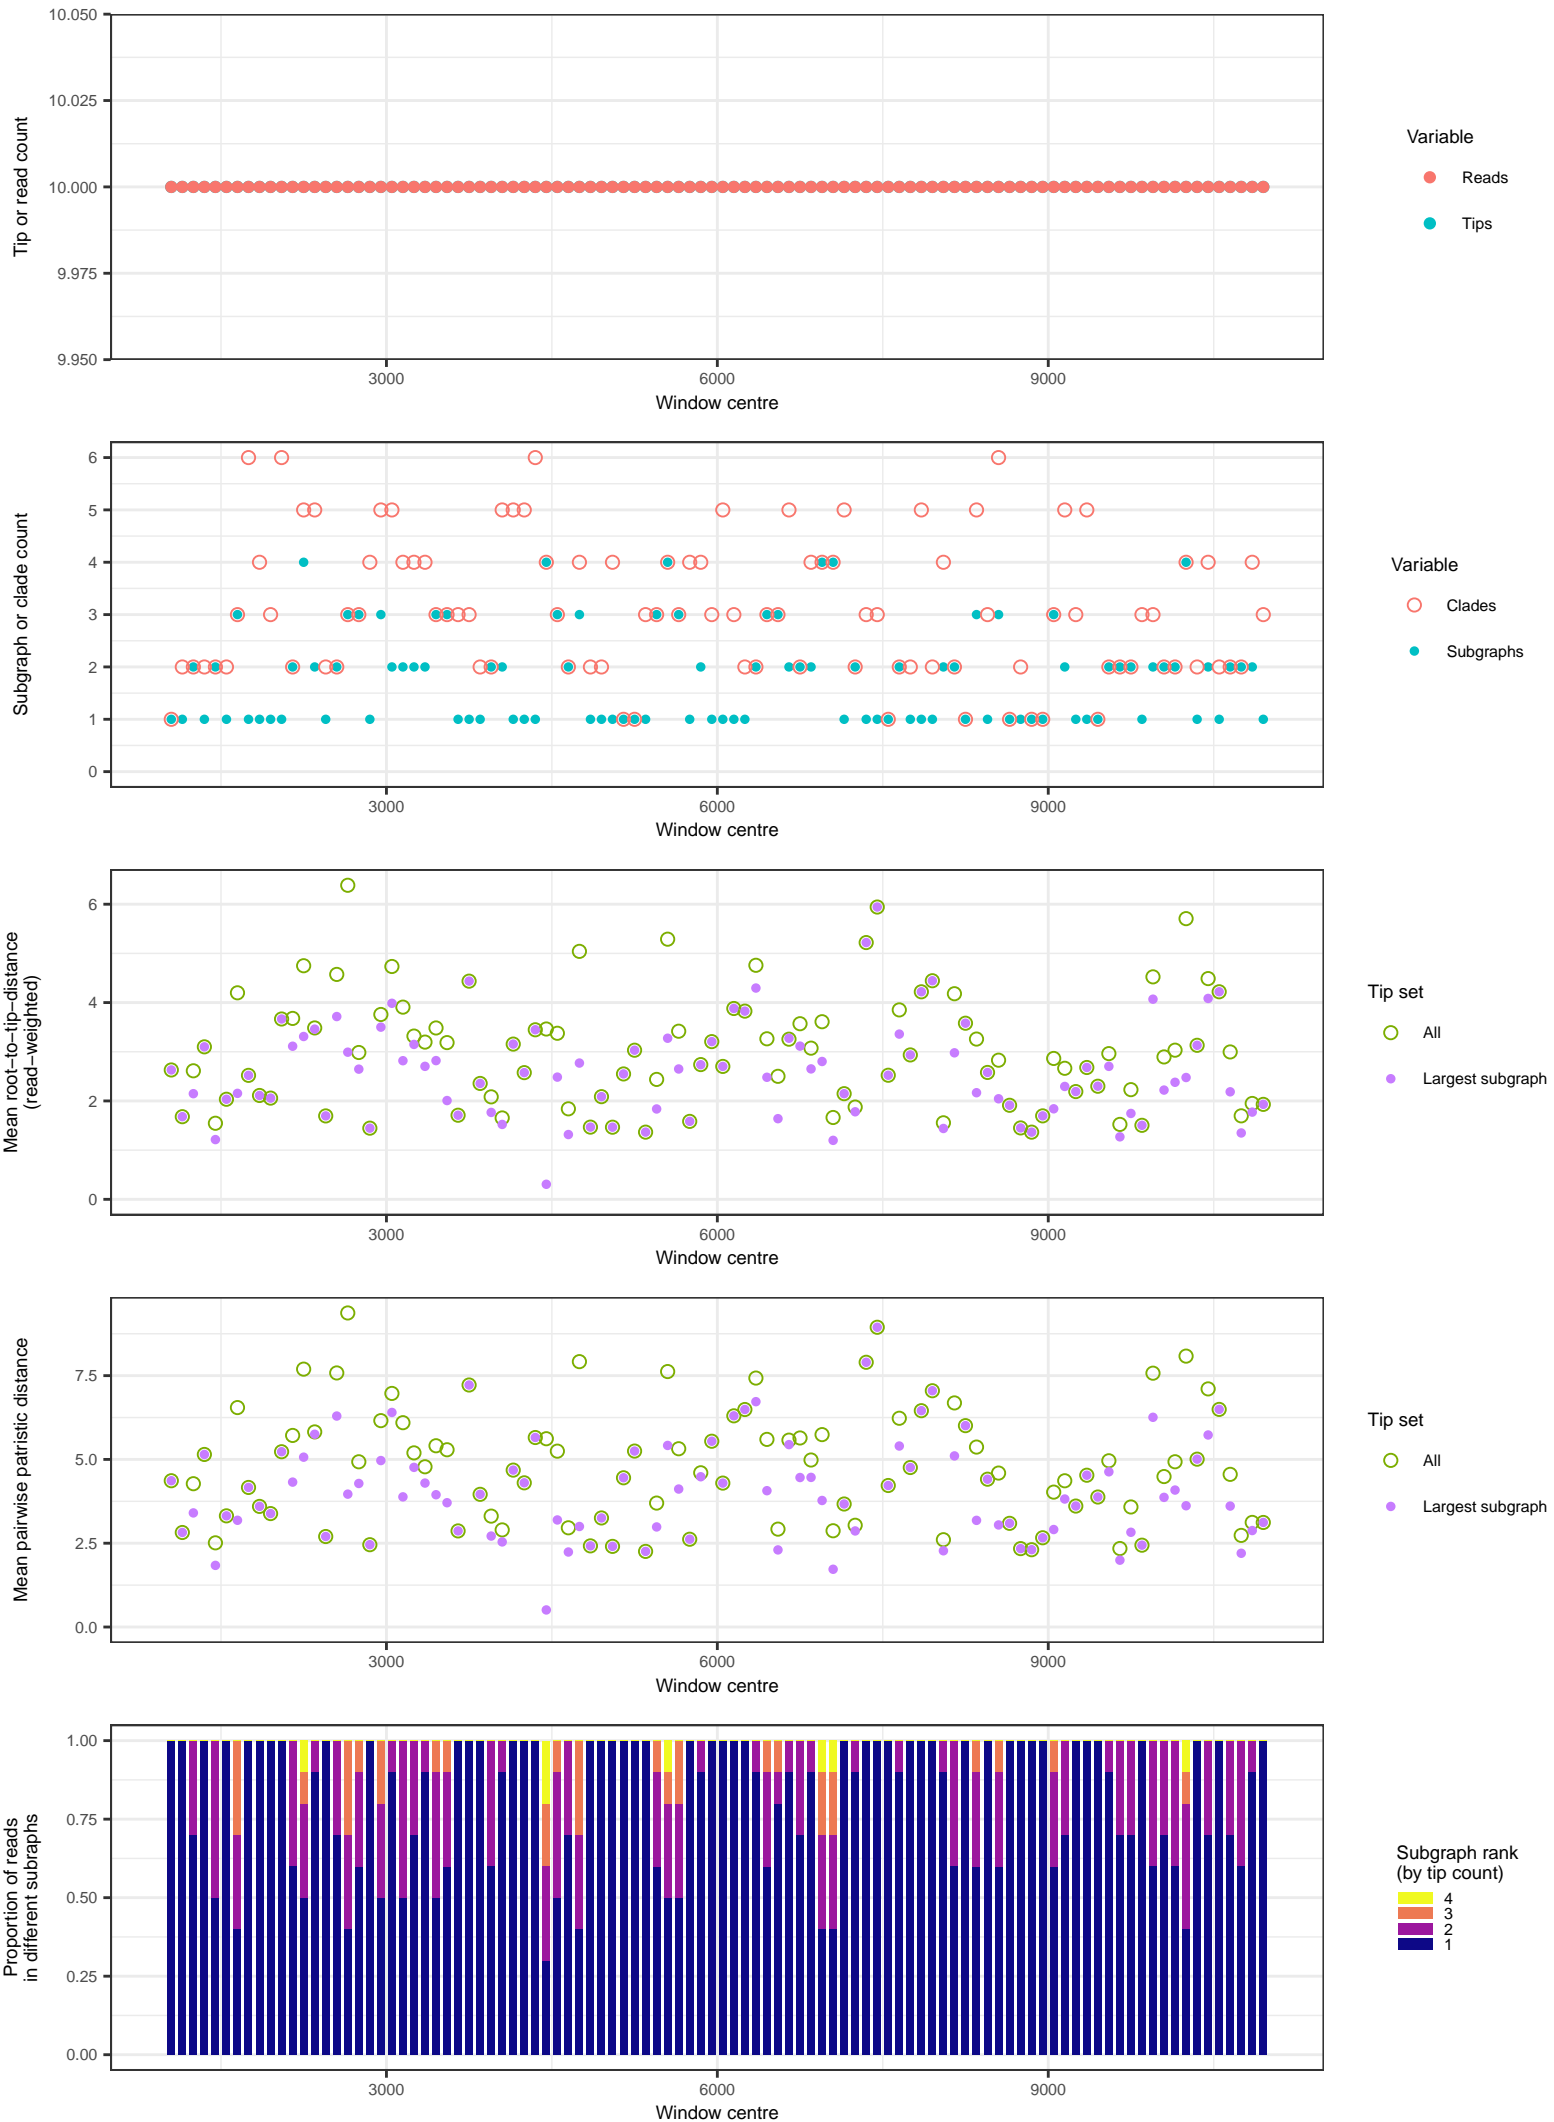 10.050
10.025
10.000
9.975
9.950
Tip or read count
3000
6000
9000
Window centre
Variable
Reads
Tips
6
5
4
3
2
1
0
Subgraph or clade count
3000
6000
9000
Window centre
Variable
Clades
Subgraphs
6
4
2
0
Mean root−to−tip−distance
(read−weighted)
3000
6000
9000
Window centre
Tip set
All
Largest subgraph
7.5
5.0
2.5
0.0
Mean pairwise patristic distance
3000
6000
9000
Window centre
Tip set
All
Largest subgraph
1.00
0.75
0.50
0.25
0.00
Proportion of reads
in different subraphs
3000
6000
9000
Window centre
Subgraph rank
(by tip count)
4
3
2
1